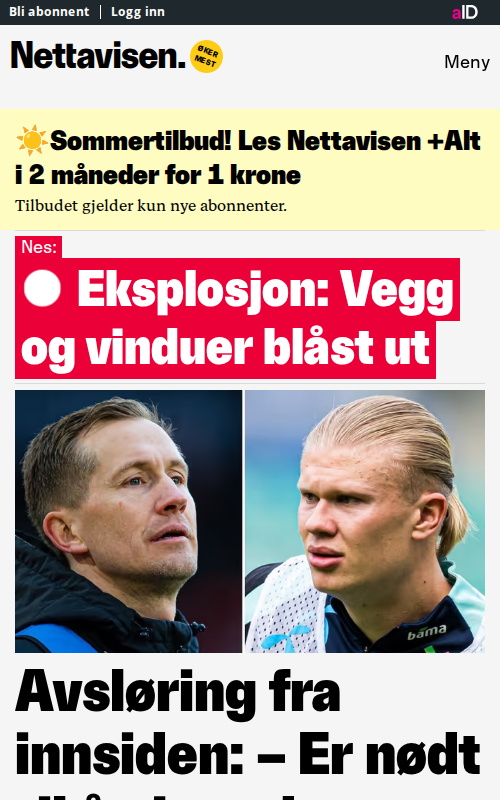 Bli abonnent
Logg inn
aID
Nettavisen.
ØKER
MEST
Meny
☀️Sommertilbud! Les Nettavisen +Alt
i 2 måneder for 1 krone
Tilbudet gjelder kun nye abonnenter.
Nes:
Eksplosjon: Vegg
og vinduer blåst ut
bama
Avsløring fra
innsiden: – Er nødt